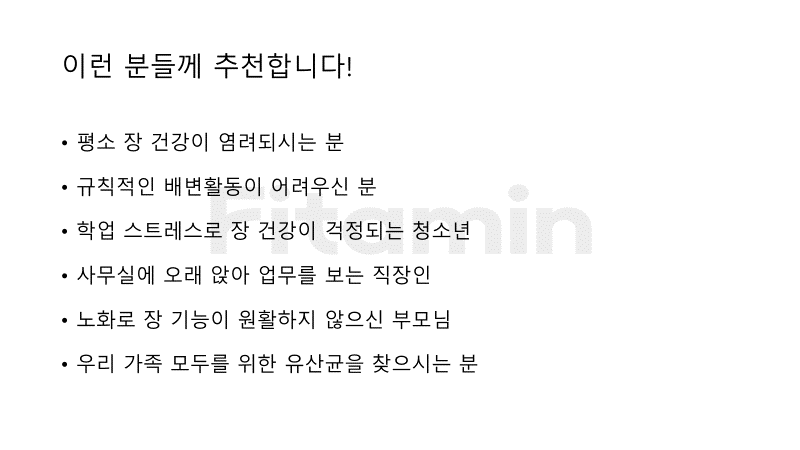 이런 분들께 추천합니다!
• 평소 장 건강이 염려되시는 분
• 규칙적인 배변활동이 어려우신 분
• 학업 스트레스로 장 건강이 걱정되는 청소년
• 사무실에 오래 앉아 업무를 보는 직장인
• 노화로 장 기능이 원활하지 않으신 부모님
• 우리 가족 모두를 위한 유산균을 찾으시는 분
Fitamin